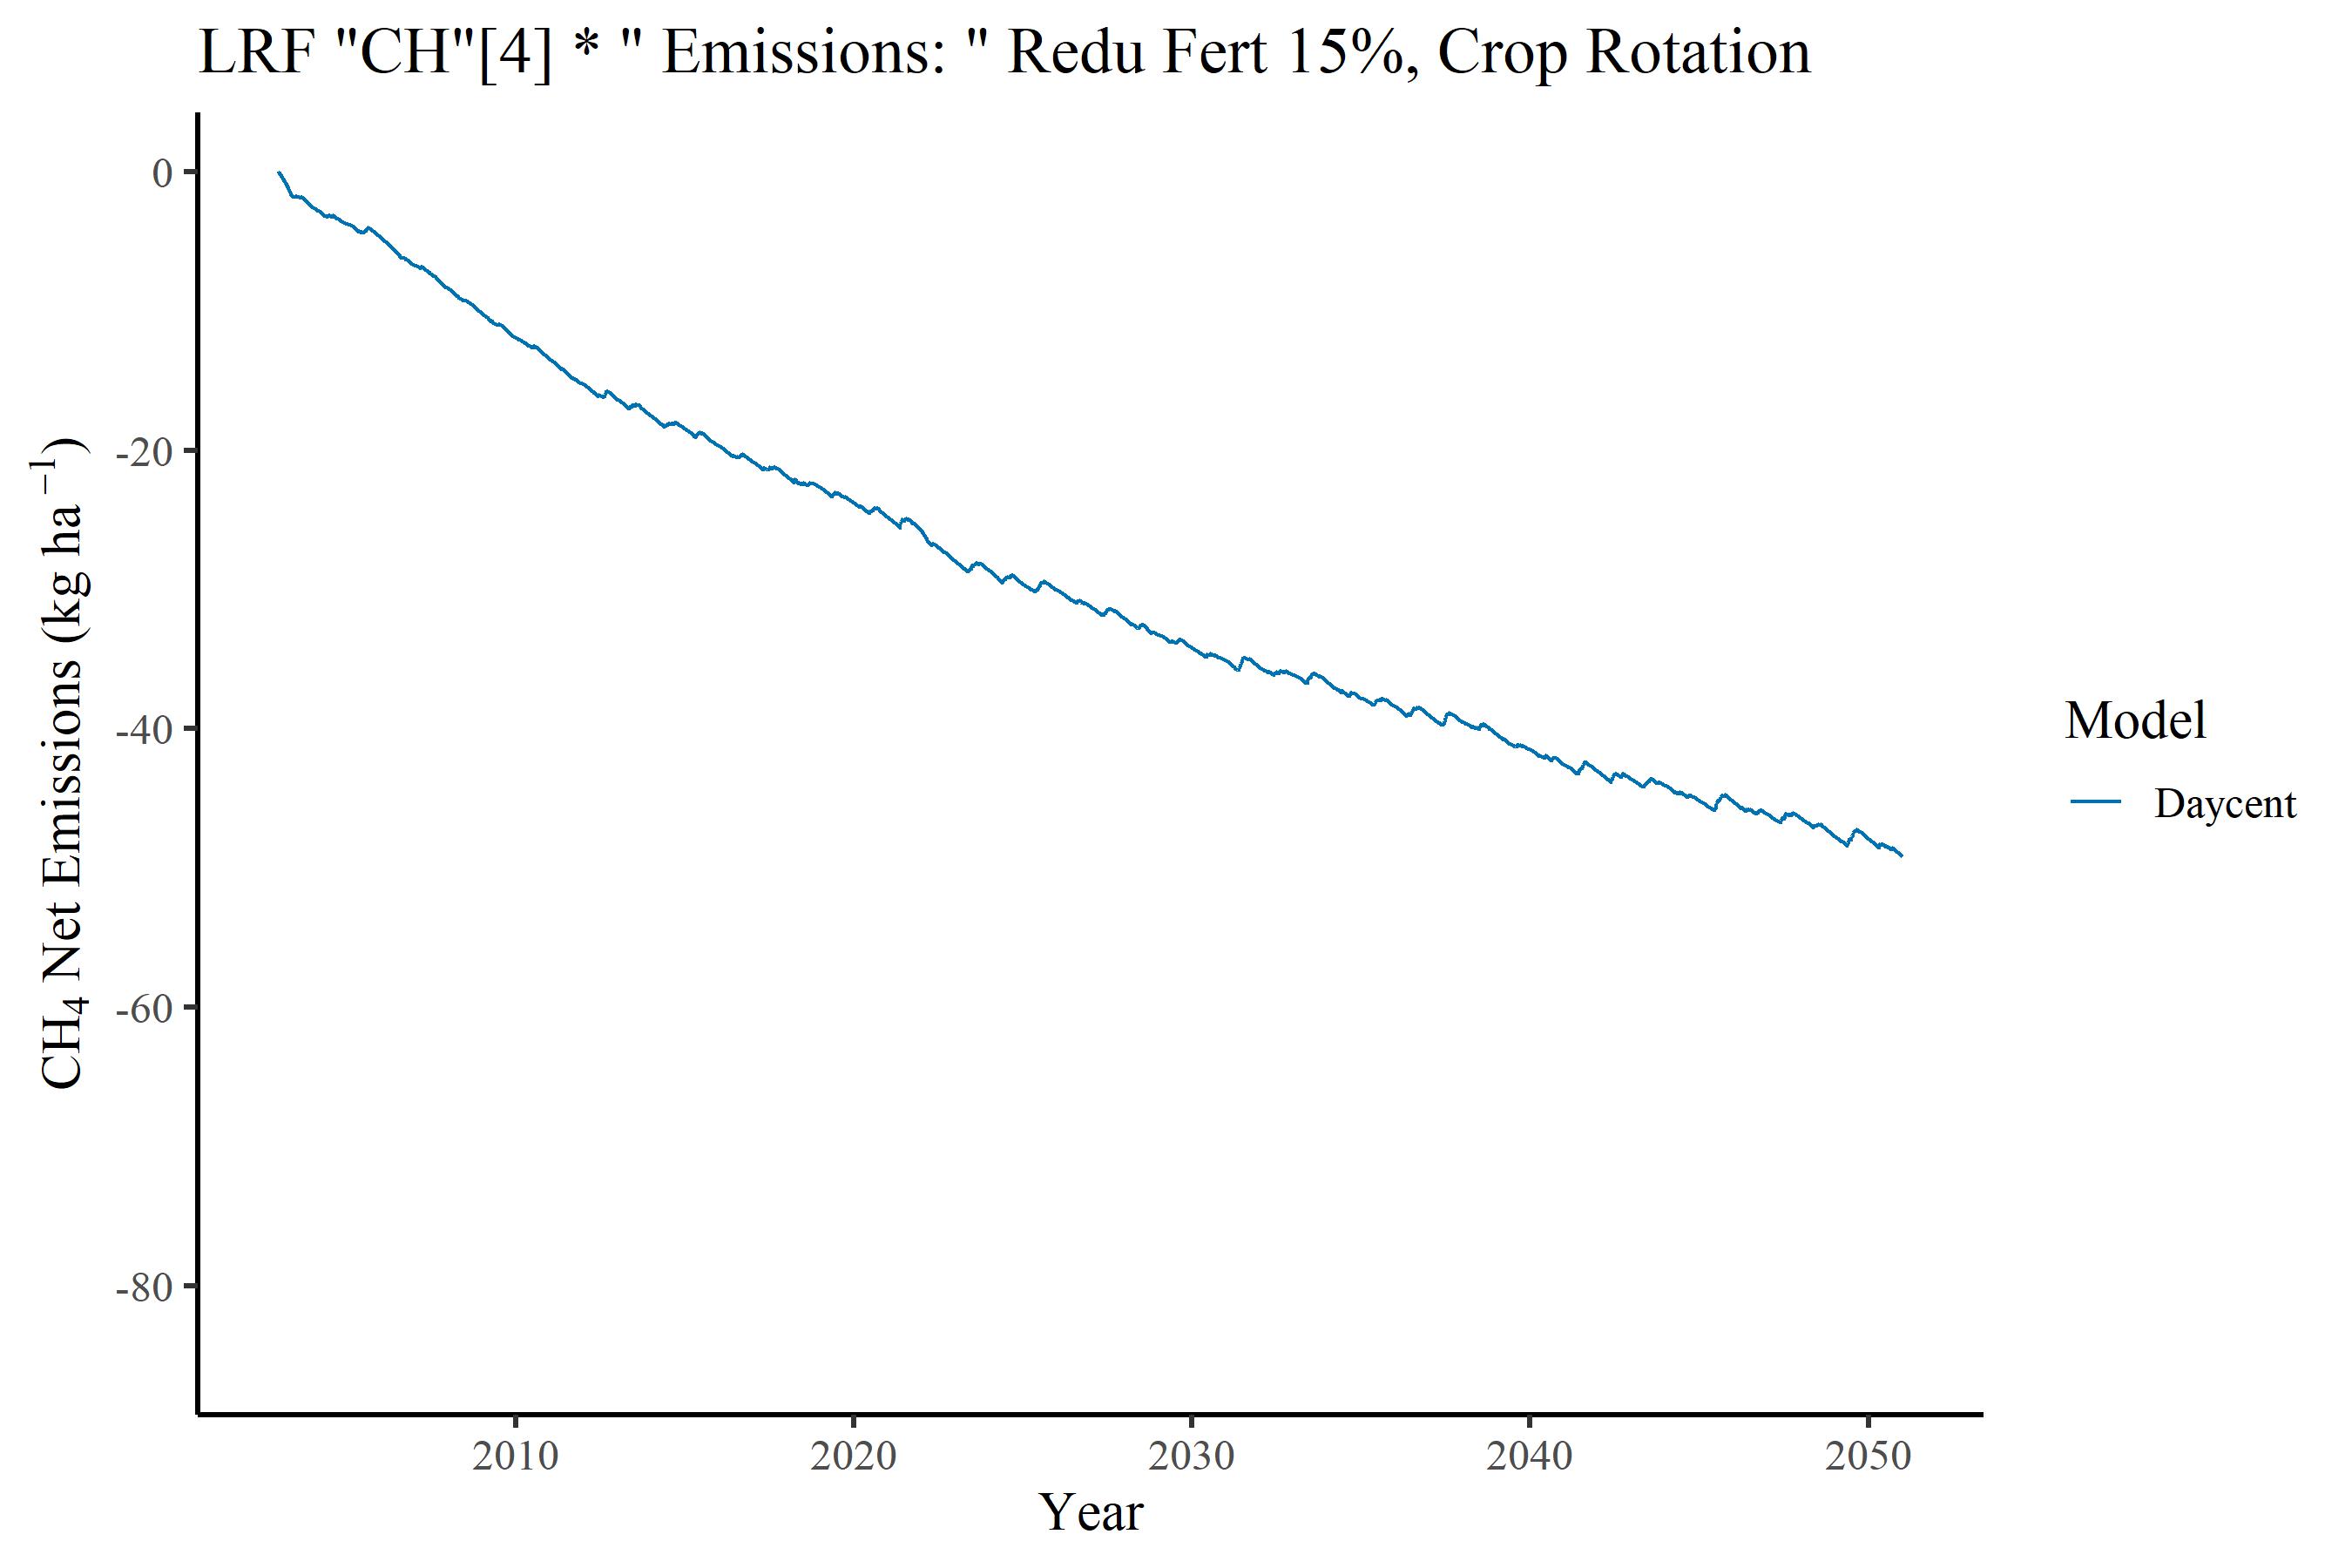 LRF "CH"[4] * " Emissions: " Redu Fert 15%, Crop Rotation
CH₄ Net Emissions (kg ha ⁻¹)
0
-20
-40
-60
-80
2010 2020 2030 2040 2050
Year
Model
Daycent